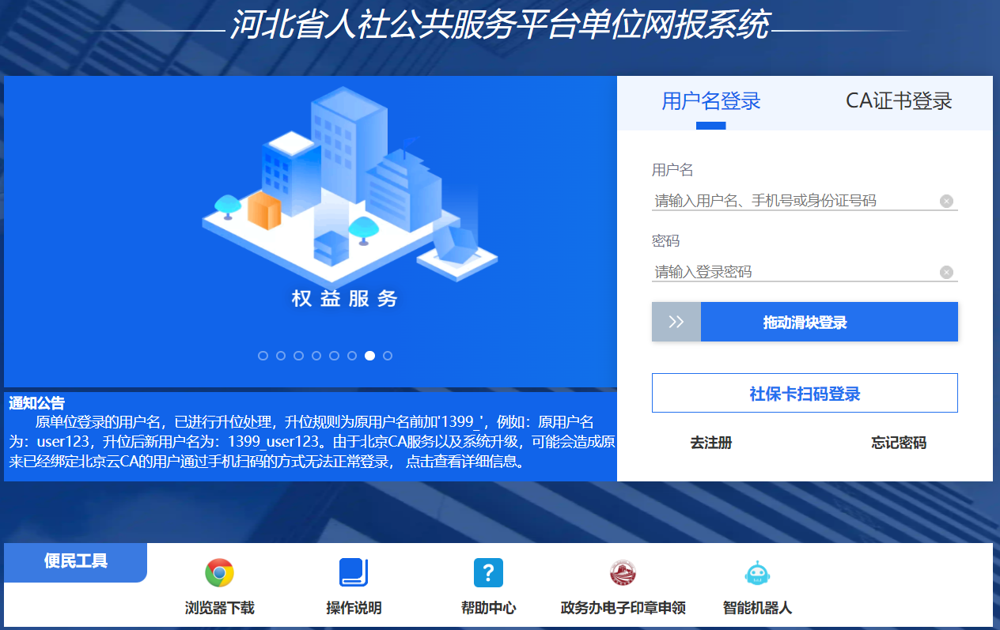 河北省人社公共服务平台单位网报系统
用户名登录
CA证书登录
用户名
请输入用户名、手机号或身份证号码
密码
请输入登录密码
拖动滑块登录
社保卡扫码登录
去注册
忘记密码
权益服务
通知公告
原单位登录的用户名，已进行升位处理，升位规则为原用户名前加'1399_'，例如：原用户名
为：user123，升位后新用户名为：1399_user123。由于北京CA服务以及系统升级，可能会造成原
来已经绑定北京云CA的用户通过手机扫码的方式无法正常登录， 点击查看详细信息。
便民工具
浏览器下载
操作说明
帮助中心
政务办电子印章申领
智能机器人